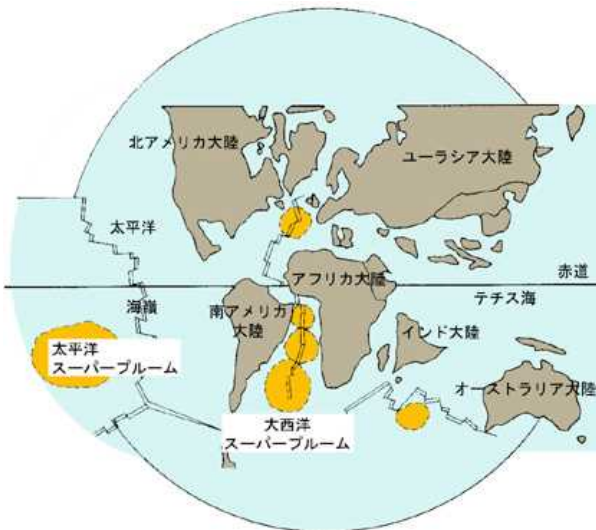 北アメリカ大陸
ユーラシア大陸
太平洋
アフリカ大陸
赤道
海嶺
南アメリカ
大陸
テチス海
インド大陸
太平洋
スーパープルーム
オーストラリア大陸
大西洋
スーパープルーム